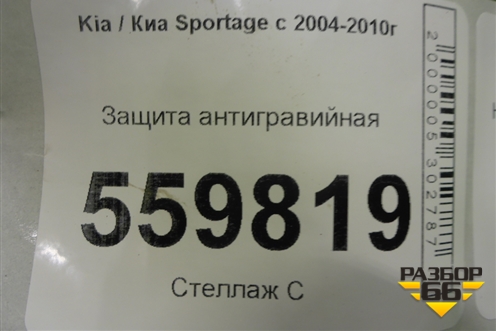 Kia / Киа Sportage с 2004-2010г
Защита антигравийная
559819
Стеллаж С
2000005302787
РАЗБОР
66